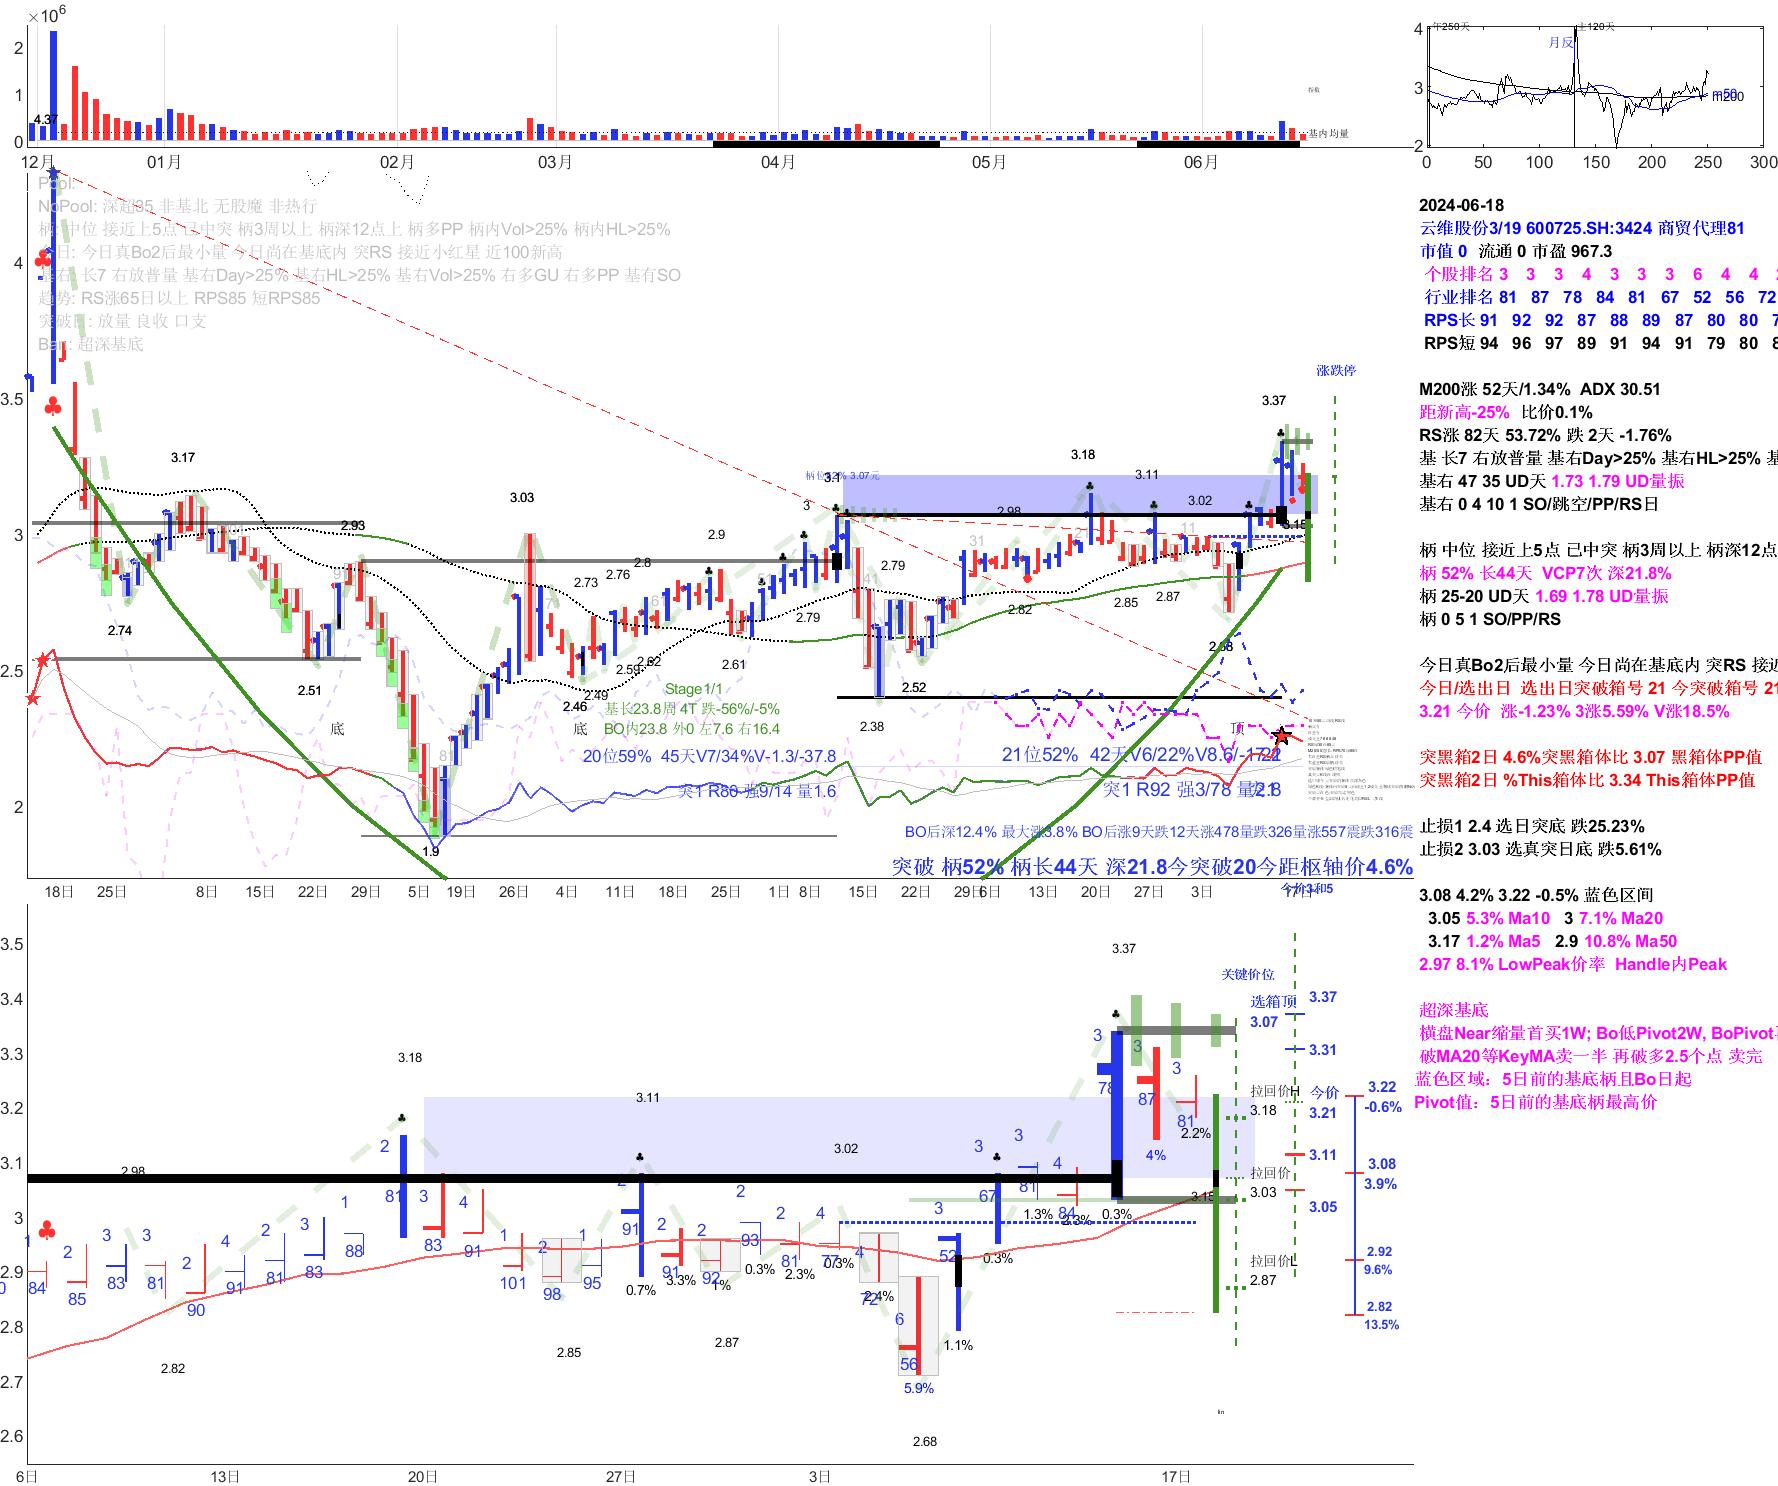 ×10⁶
2
1
0
4.37
基内均量
12月 01月 02月 03月 04月 05月 06月
4
3
2
年250天 主120天
月反
m50
m200
0 50 100 150 200 250 300
Pool:
NoPool: 深超35 非基北 无股魔 非热行
柄: 中位 接近上5点 己中突 柄3周以上 柄深12点上 柄多PP 柄内Vol>25% 柄内HL>25%
今日: 今日真Bo2后最小量 今日尚在基底内 突RS 接近小红星 近100新高
基右: 长7 右放普量 基右Day>25% 基右HL>25% 基右Vol>25% 右多GU 右多PP 基有SO
趋势: RS涨65日以上 RPS85 短RPS85
突破日: 放量 良收 口支
Bar: 超深基底
4
3.5
3
2.5
2
涨跌停
3.37
3.17
3.03
2.93
2.9
2.8
2.76
2.73
3
3.1
柄位52% 3.07元
3.18
3.11
3.02
2.98
3.15
2.79
2.79
2.82
2.85
2.87
2.74
2.51
2.59
2.62
2.61
2.49
2.46
2.52
2.38
2.68
1.9
31
11
81
底
底
顶
Stage1/1
基长23.8周 4T 跌-56%/-5%
BO内23.8 外0 左7.6 右16.4
20位59% 45天V7/34%V-1.3/-37.8
突1 R80 强9/14 量1.6
21位52% 42天V6/22%V8.6/-17.2
突1 R92 强3/78 量2.8
BO后深12.4% 最大涨3.8% BO后涨9天跌12天涨478量跌326量涨557震跌316震
突破 柄52% 柄长44天 深21.8今突破20今距枢轴价4.6%
18日 25日 8日 15日 22日 29日 5日 19日 26日 4日 11日 18日 25日 1日 8日 15日 22日 29日 6日 13日 20日 27日 3日 17日
今价3和5
2024-06-18
云维股份3/19 600725.SH:3424 商贸代理81
市值 0 流通 0 市盈 967.3
个股排名 3 3 3 4 3 3 3 6 4 4
行业排名 81 87 78 84 81 67 52 56 72
RPS长 91 92 92 87 88 89 87 80 80
RPS短 94 96 97 89 91 94 91 79 80
M200涨 52天/1.34% ADX 30.51
距新高-25% 比价0.1%
RS涨 82天 53.72% 跌 2天 -1.76%
基 长7 右放普量 基右Day>25% 基右HL>25%
基右 47 35 UD天 1.73 1.79 UD量振
基右 0 4 10 1 SO/跳空/PP/RS日
柄 中位 接近上5点 己中突 柄3周以上 柄深12点
柄 52% 长44天 VCP7次 深21.8%
柄 25-20 UD天 1.69 1.78 UD量振
柄 0 5 1 SO/PP/RS
今日真Bo2后最小量 今日尚在基底内 突RS 接近
今日/选出日 选出日突破箱号 21 今突破箱号 21
3.21 今价 涨-1.23% 3涨5.59% V涨18.5%
突黑箱2日 4.6%突黑箱体比 3.07 黑箱体PP值
突黑箱2日 %This箱体比 3.34 This箱体PP值
止损1 2.4 选日突底 跌25.23%
止损2 3.03 选真突日底 跌5.61%
3.08 4.2% 3.22 -0.5% 蓝色区间
3.05 5.3% Ma10 3 7.1% Ma20
3.17 1.2% Ma5 2.9 10.8% Ma50
2.97 8.1% LowPeak价率 Handle内Peak
超深基底
横盘Near缩量首买1W; Bo低Pivot2W, BoPivot
破MA20等KeyMA卖一半 再破多2.5个点 卖完
蓝色区域：5日前的基底柄且Bo日起
Pivot值：5日前的基底柄最高价
3.5
3.4
3.3
3.2
3.1
3
2.9
2.8
2.7
2.6
3.37
3.18
3.11
3.02
2.98
3.15
2.82
2.85
2.87
2.68
1 2 3 3 2 4 2 3 1 2 3 2 1 2 1 2 2 2 3 2 4 4 6 3 3 3 4 3 3 3
84 85 83 81 90 91 81 83 88 81 83 91 101 98 95 91 91 92 93 81 77 72 56 52 67 81 84 78 87 81
0.7% 3.3% 1% 0.3% 2.3% 0.3% 2.4% 5.9% 1.1% 0.3% 1.3% 2.3% 0.3% 4% 2.2%
关键价位
选箱顶
3.07
拉回价H
3.18
拉回价
3.03
拉回价L
2.87
3.37
3.31
今价
3.21
3.11
3.05
3.22
-0.6%
3.08
3.9%
2.92
9.6%
2.82
13.5%
6日 13日 20日 27日 3日 17日